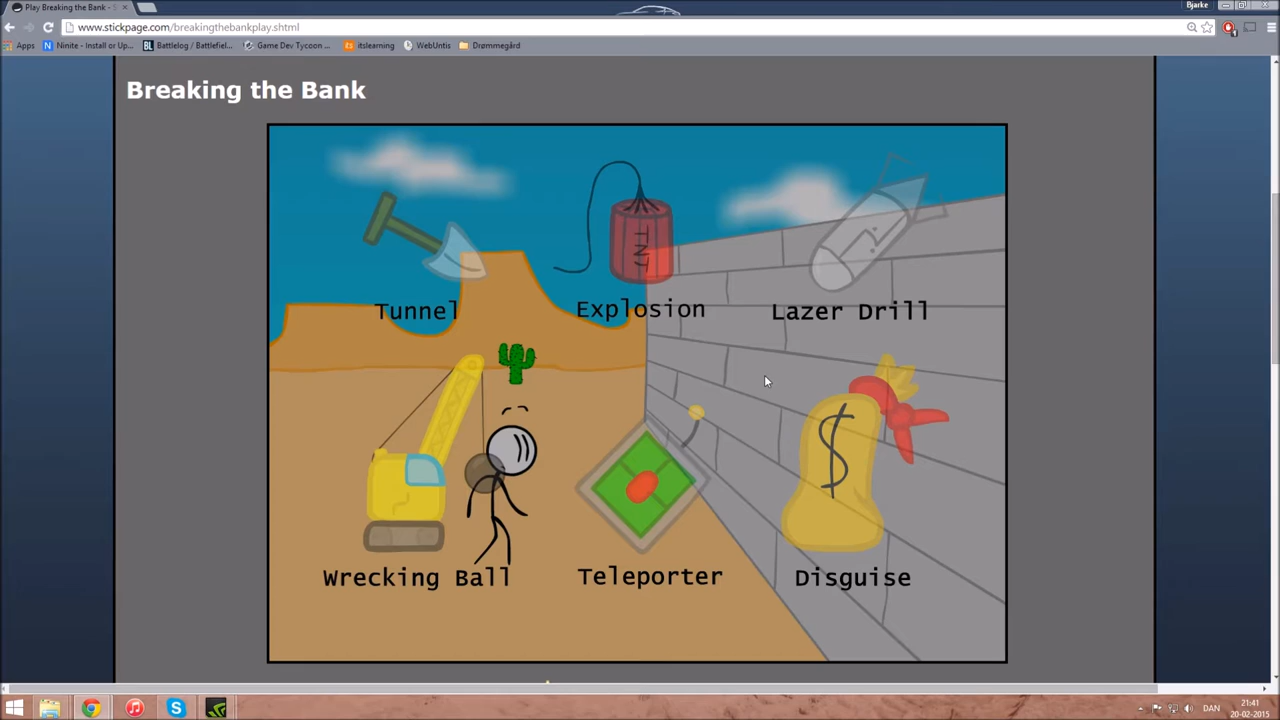 Play Breaking the Bank
Bjarke
www.stickpage.com/breakingthebankplay.shtml
Apps
Ninite - Install or Up...
Battlelog / Battlefiel...
Game Dev Tycoon ...
itslearning
WebUntis
Drømmegård
Breaking the Bank
TNT
Tunnel
Explosion
Lazer Drill
$
Wrecking Ball
Teleporter
Disguise
DAN
21:41
20-02-2015